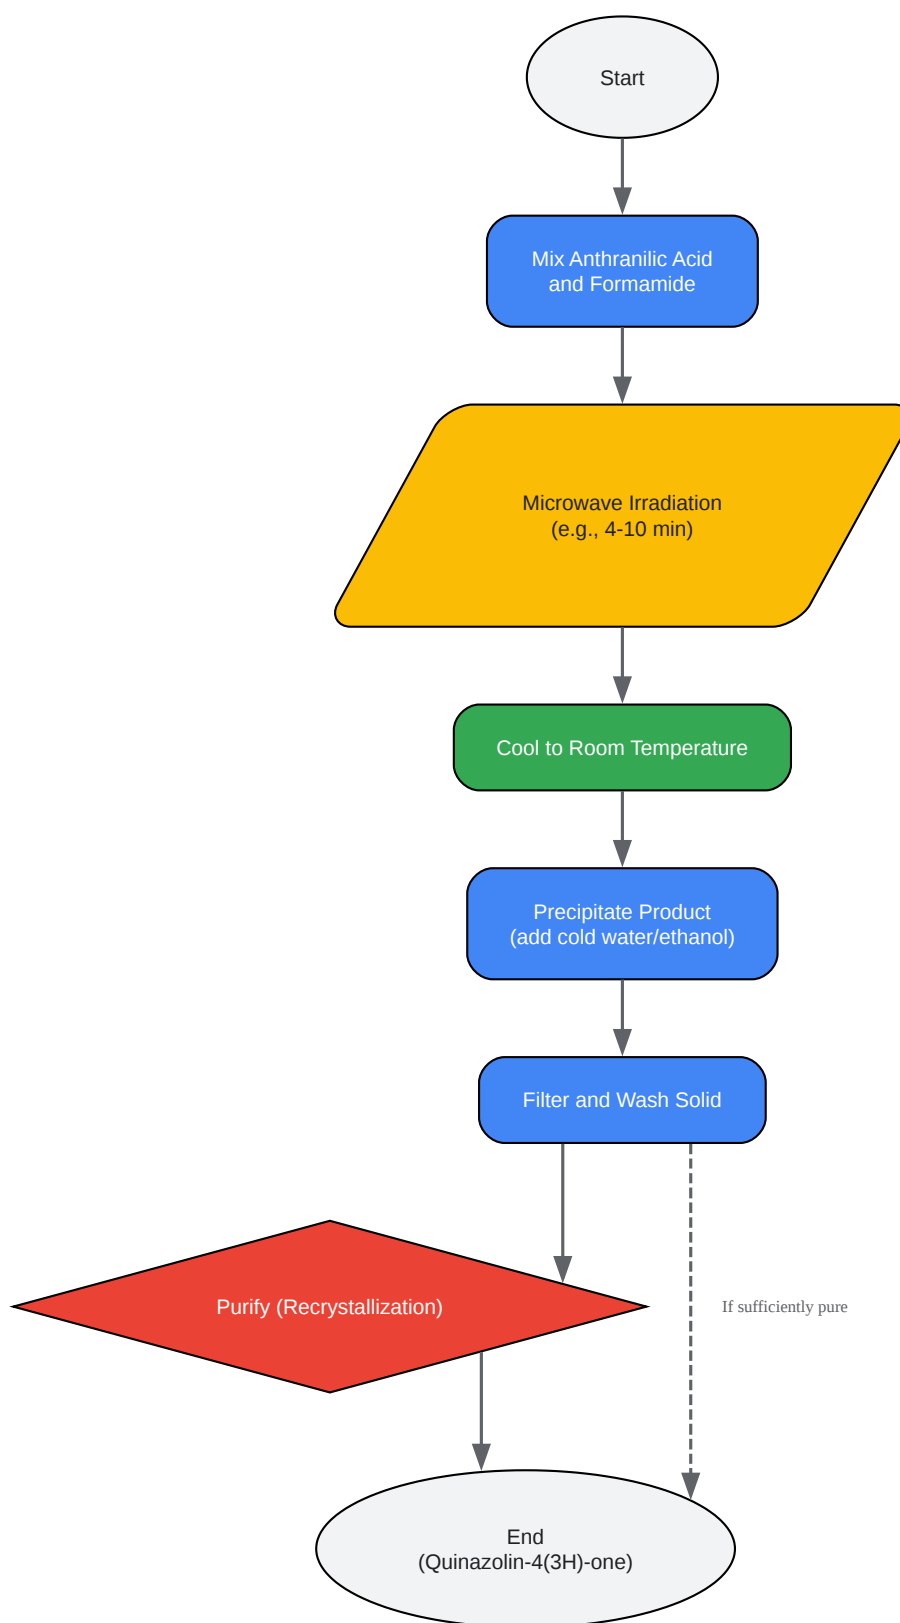 Start
Mix Anthranilic Acid
and Formamide
Microwave Irradiation
(e.g., 4-10 min)
Cool to Room Temperature
Precipitate Product
(add cold water/ethanol)
Filter and Wash Solid
Purify (Recrystallization)
If sufficiently pure
End
(Quinazolin-4(3H)-one)